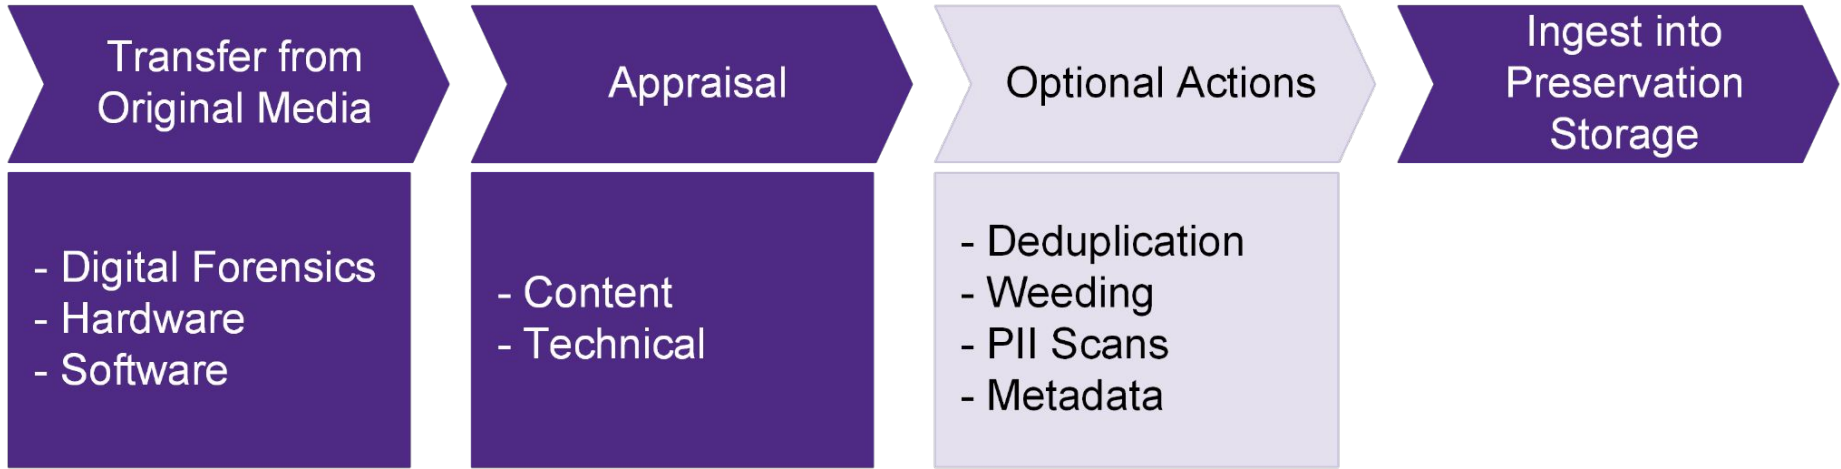 Transfer from
Original Media
- Digital Forensics
- Hardware
- Software
Appraisal
- Content
- Technical
Optional Actions
- Deduplication
- Weeding
- PII Scans
- Metadata
Ingest into
Preservation
Storage